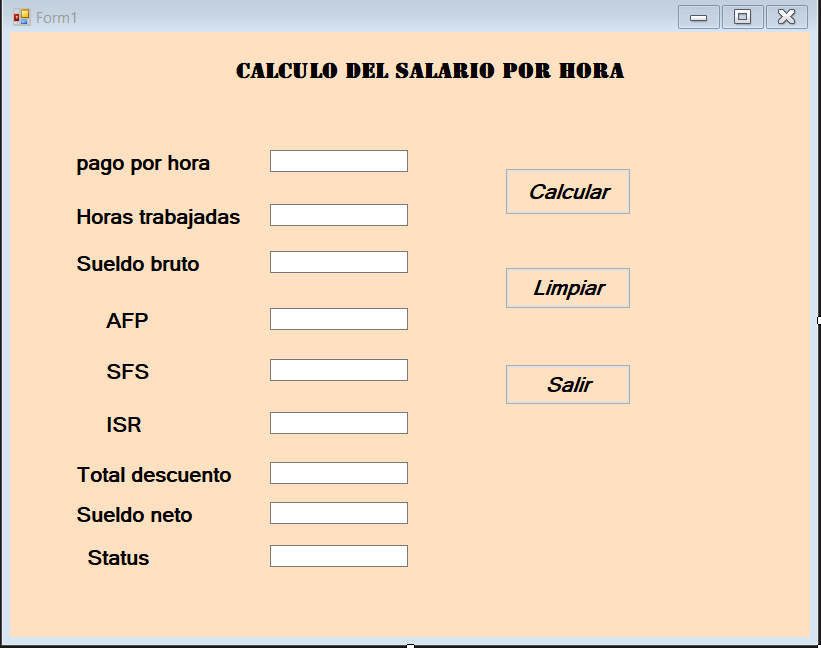 Form1
CALCULO DEL SALARIO POR HORA
pago por hora
Calcular
Horas trabajadas
Sueldo bruto
Limpiar
AFP
SFS
Salir
ISR
Total descuento
Sueldo neto
Status